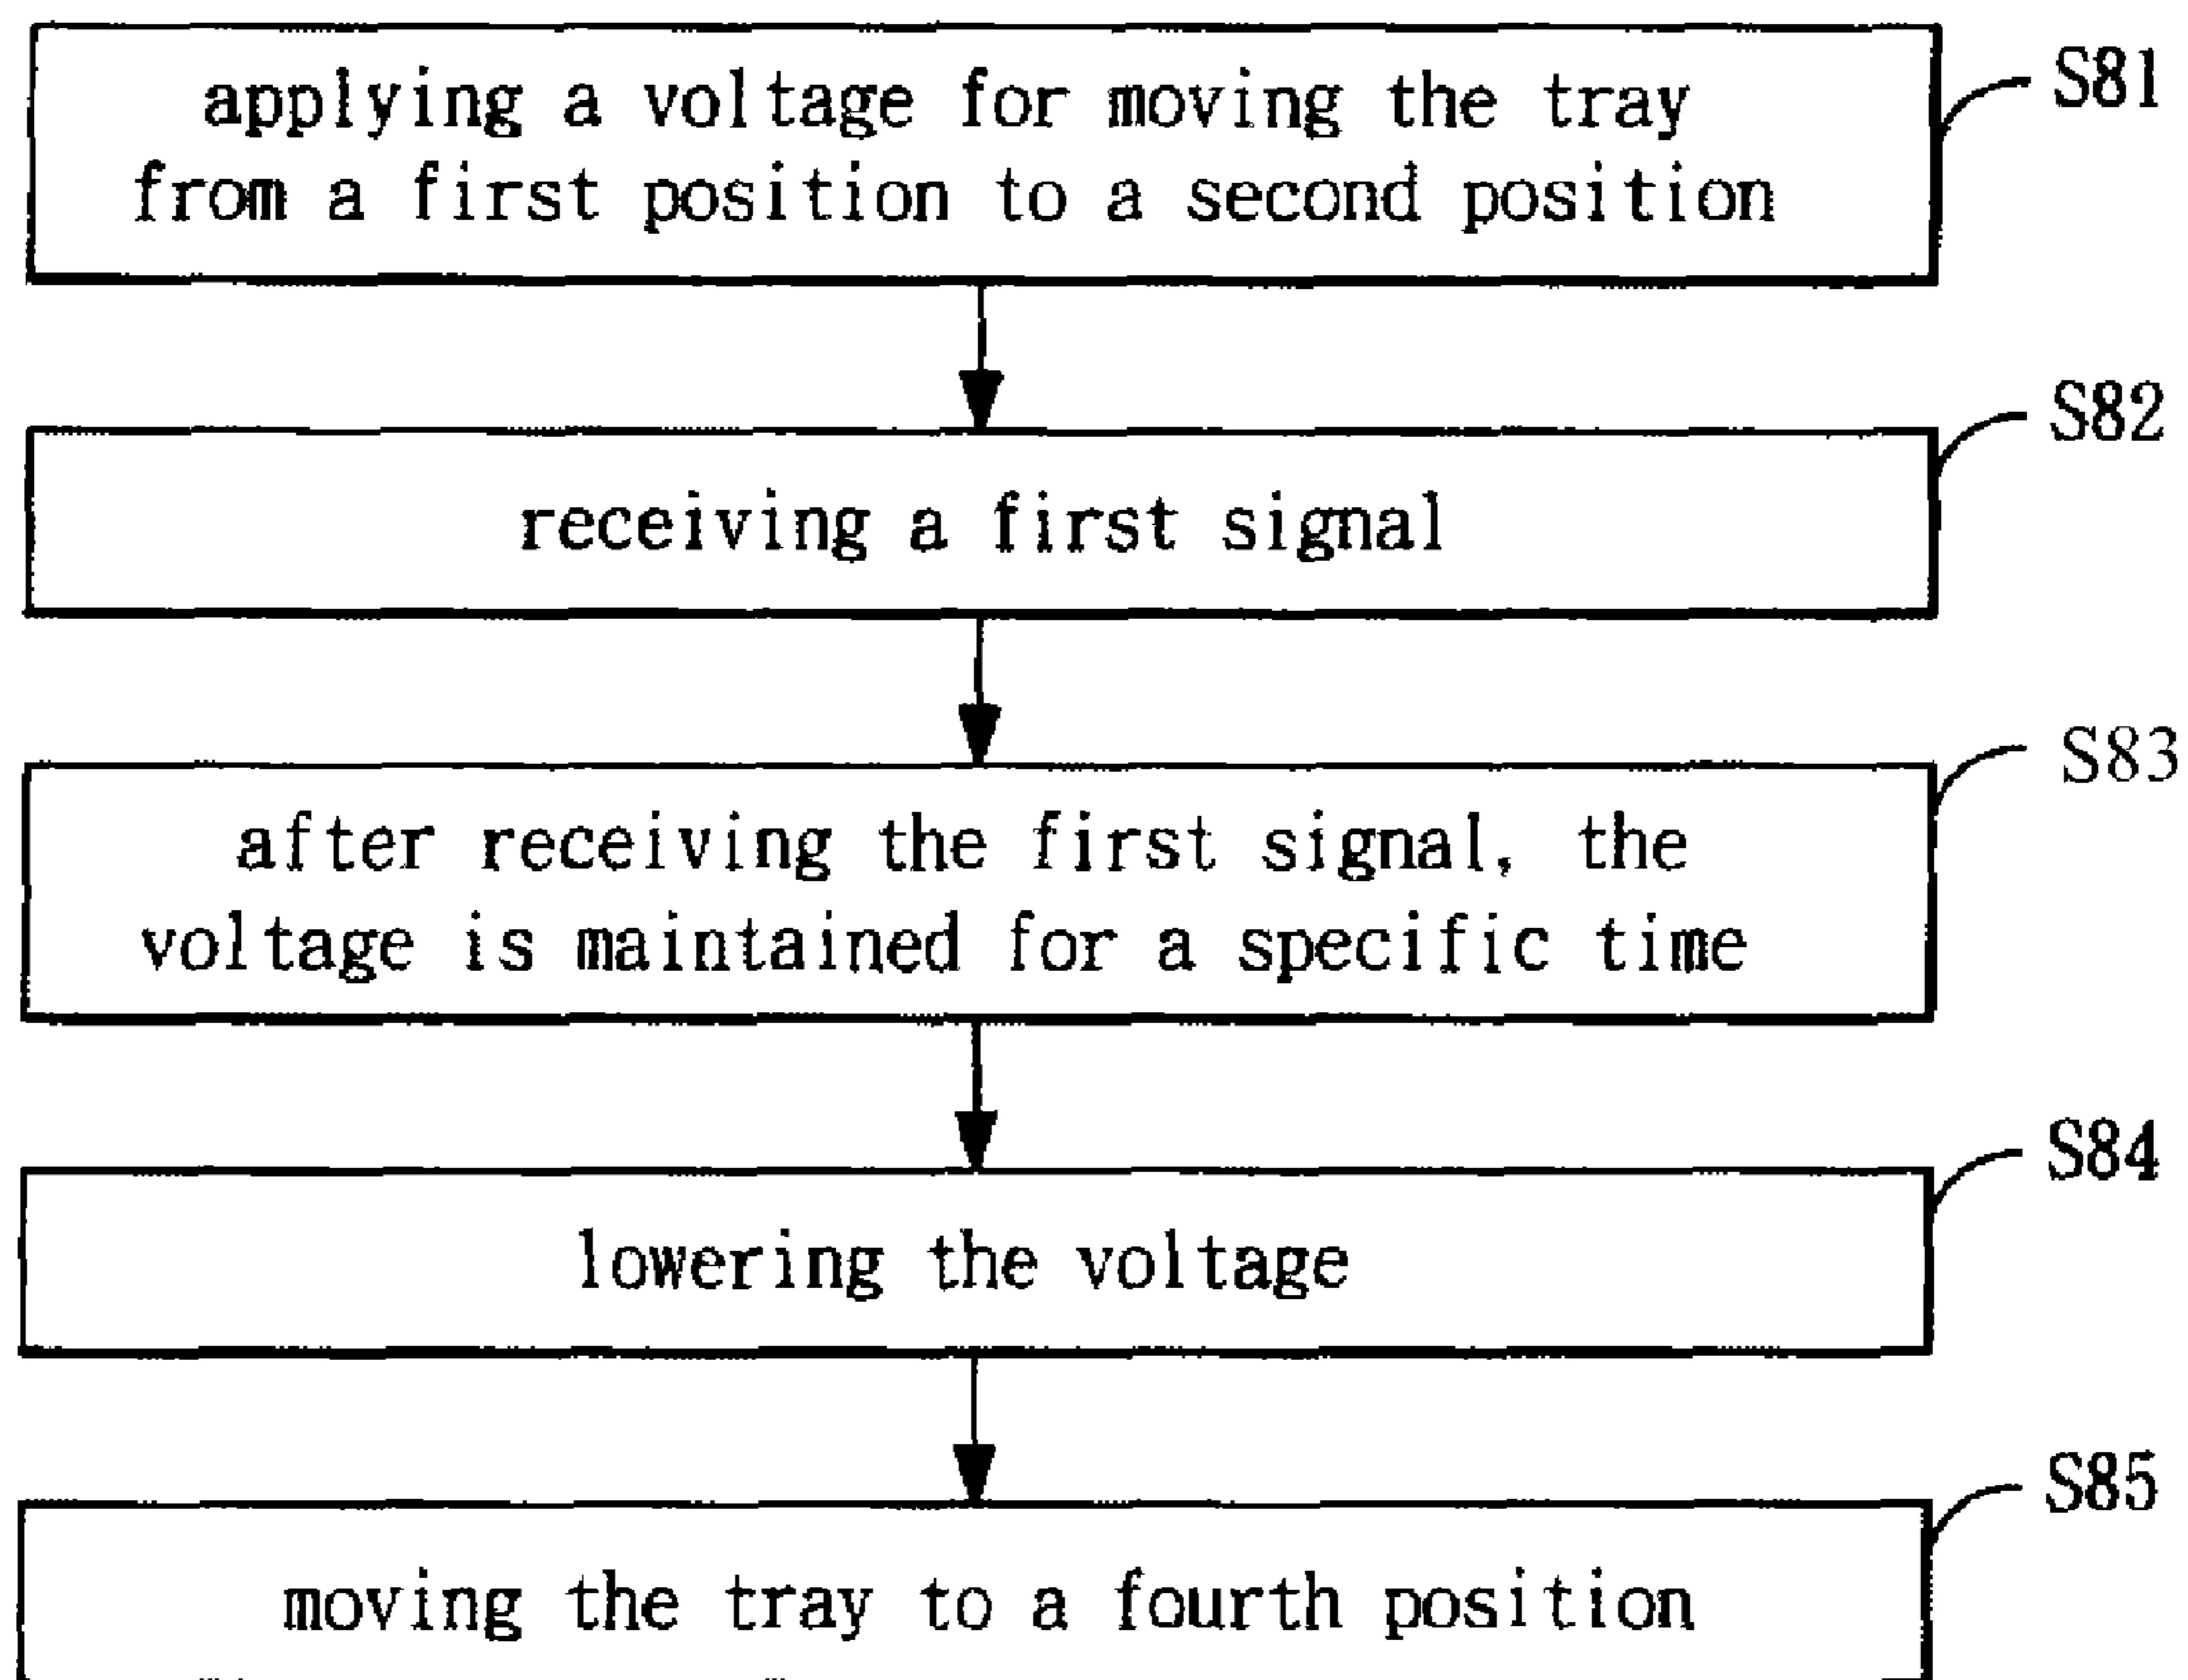 applying a voltage for moving the tray
from a first position to a second position
S81
receiving a first signal
S82
after receiving the first signal, the
voltage is maintained for a specific time
S83
lowering the voltage
S84
moving the tray to a fourth position
S85